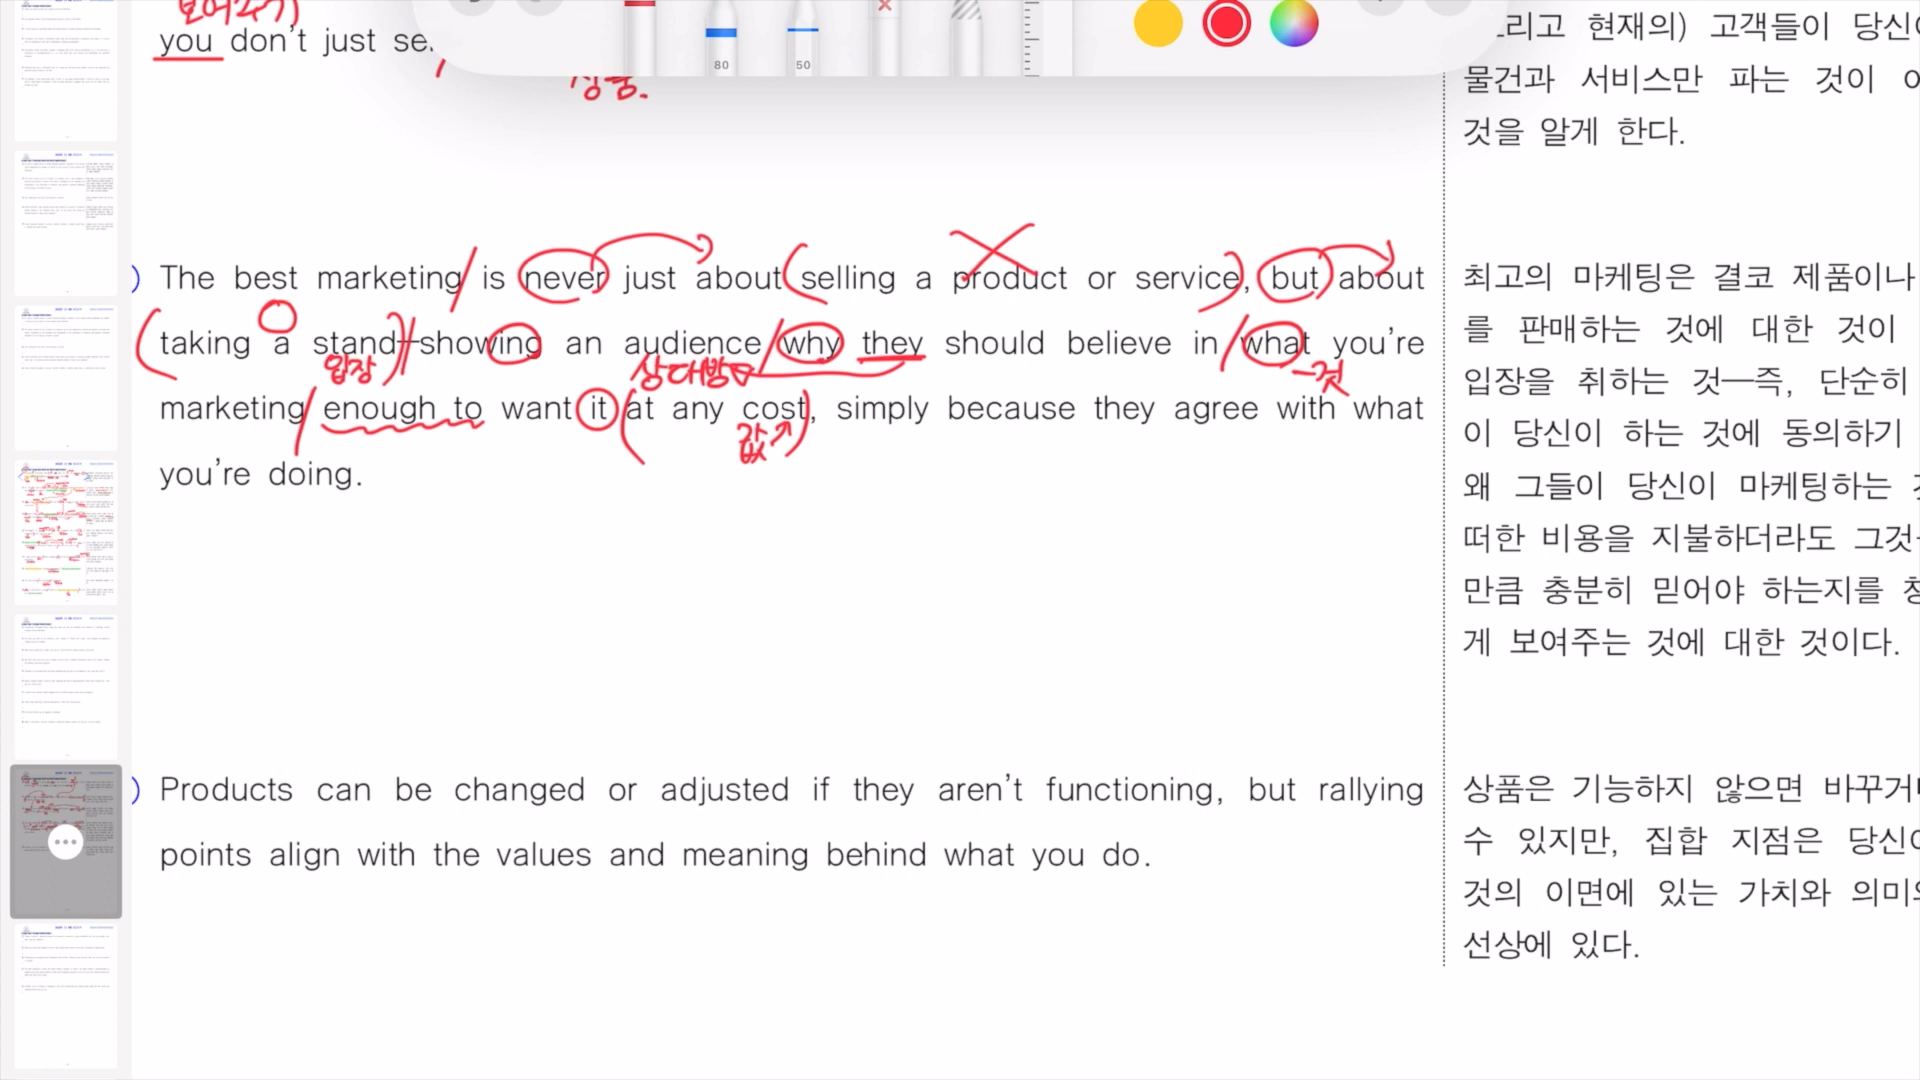 보여주기
you don't just se
80
50
상품.
The best marketing is never just about selling a product or service, but about
taking a stand—showing an audience why they should believe in what you're
입장
상대방
것
marketing enough to want it at any cost, simply because they agree with what
값
you're doing.
Products can be changed or adjusted if they aren't functioning, but rallying
points align with the values and meaning behind what you do.
그리고 현재의) 고객들이 당신
물건과 서비스만 파는 것이
것을 알게 한다.
최고의 마케팅은 결코 제품이나
를 판매하는 것에 대한 것이
입장을 취하는 것—즉, 단순히
이 당신이 하는 것에 동의하기
왜 그들이 당신이 마케팅하는
떠한 비용을 지불하더라도 그것
만큼 충분히 믿어야 하는지를
게 보여주는 것에 대한 것이다.
상품은 기능하지 않으면 바꾸거
수 있지만, 집합 지점은 당신
것의 이면에 있는 가치와 의미
선상에 있다.